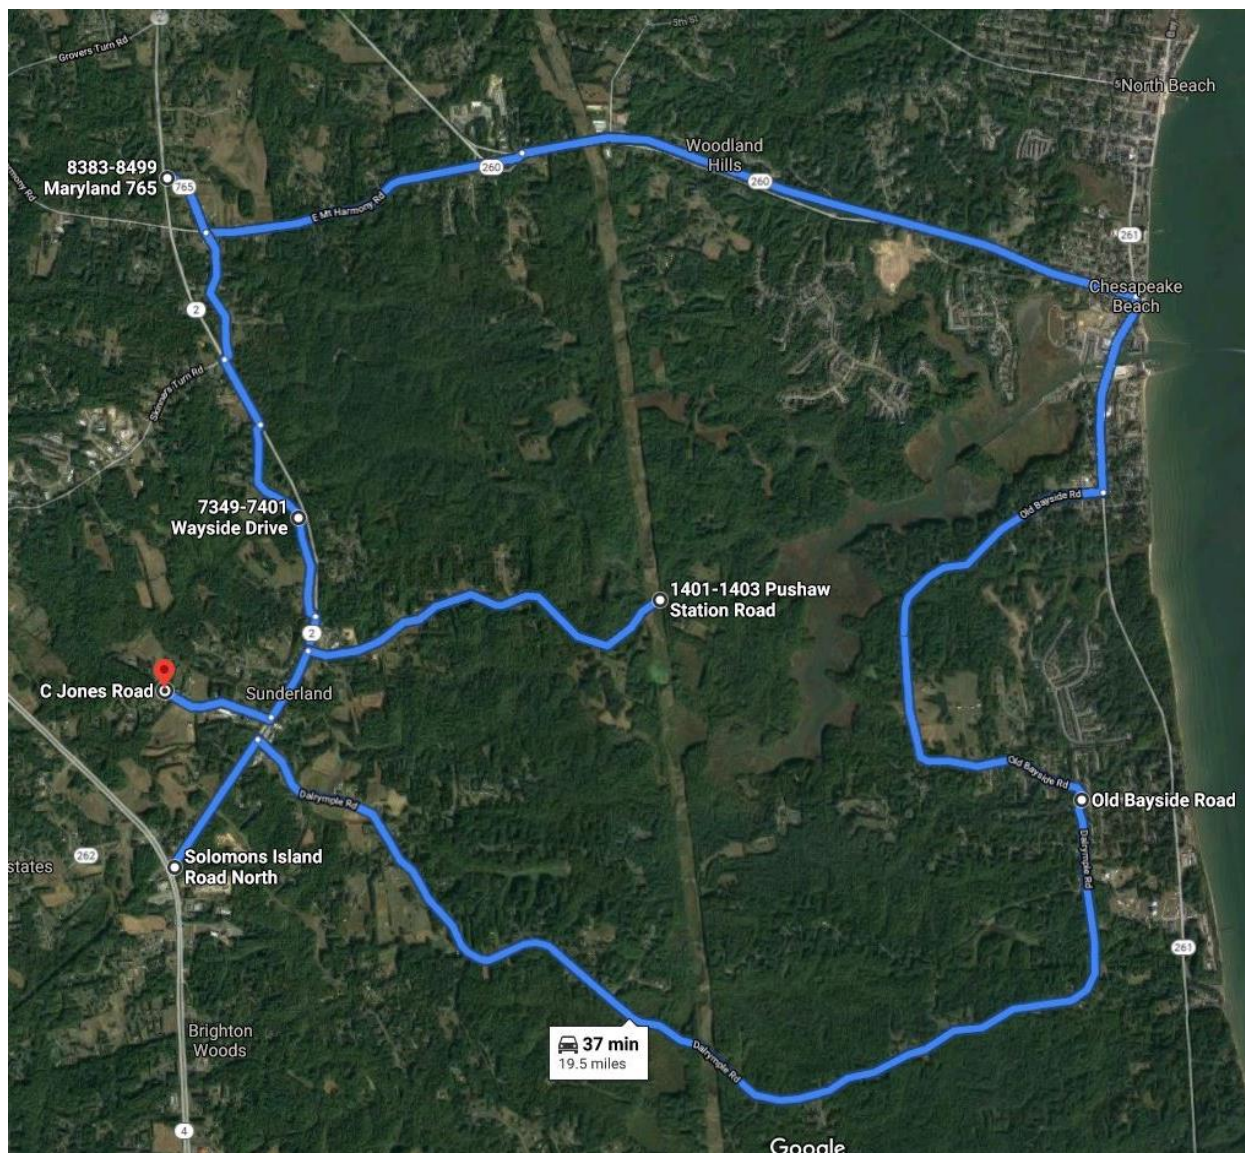 5th St
Grovers Turn Rd
North Beach
8383-8499
Maryland 765
765
260
Woodland
Hills
260
E Mt Harmony Rd
261
Chesapeake
Beach
2
Skinners Turn Rd
Old Bayside Rd
7349-7401
Wayside Drive
1401-1403 Pushaw
Station Road
2
C Jones Road
Sunderland
Old Bayside Rd
Dalrymple Rd
Old Bayside Road
Dalrymple Rd
262
states
Solomons Island
Road North
261
Brighton
Woods
37 min
19.5 miles
Dalrymple Rd
4
Google